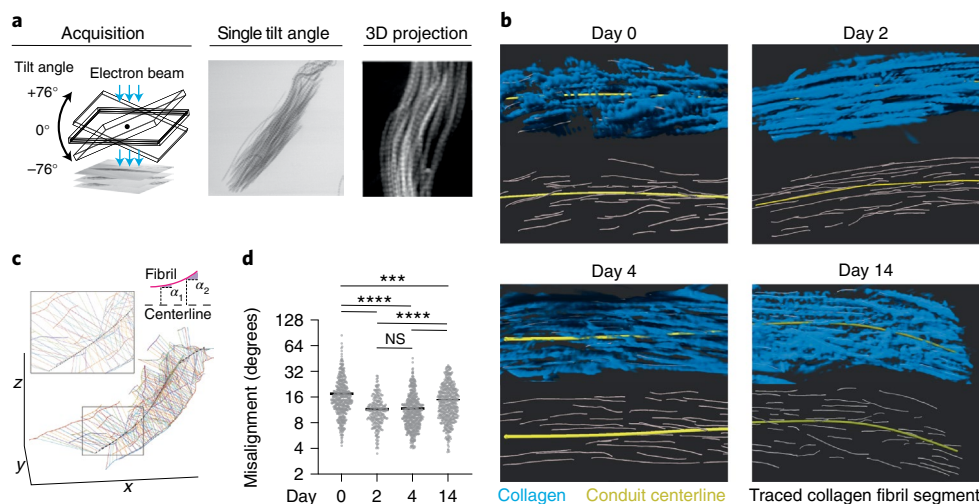 a
Acquisition
Single tilt angle
3D projection
Tilt angle
Electron beam
+76°
0°
−76°
b
Day 0
Day 2
Day 4
Day 14
Collagen
Conduit centerline
Traced collagen fibril segment
c
Fibril
α1
α2
Centerline
z
y
x
d
***
****
**** 
NS
Misalignment (degrees)
128
64
32
16
8
4
2
Day
0
2
4
14